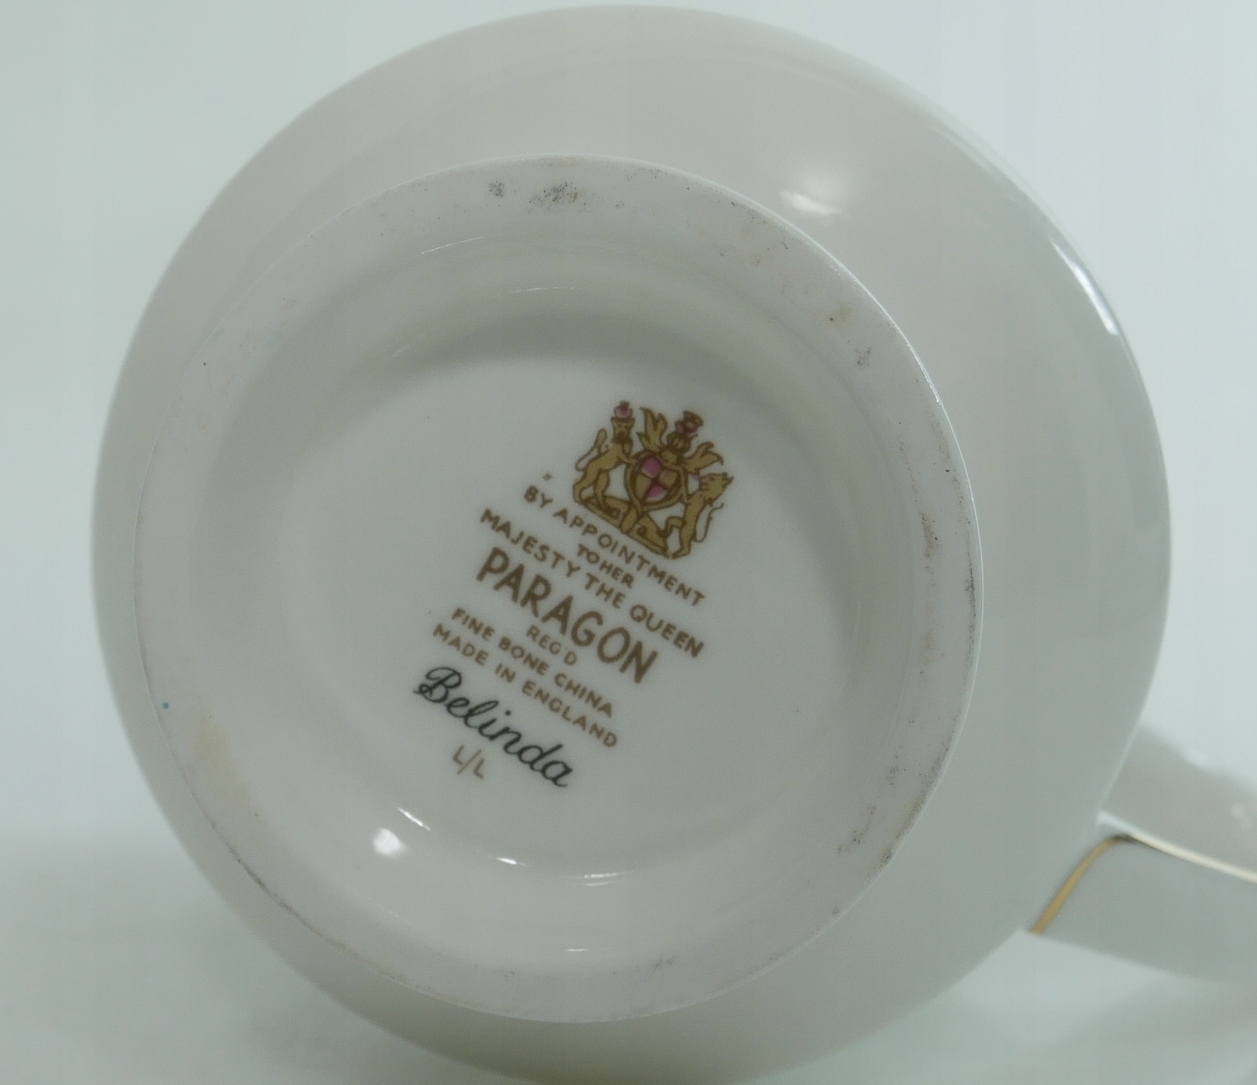 BY APPOINTMENT
TO HER
MAJESTY THE QUEEN
PARAGON
REG'D
FINE BONE CHINA
MADE IN ENGLAND
Belinda
L/L